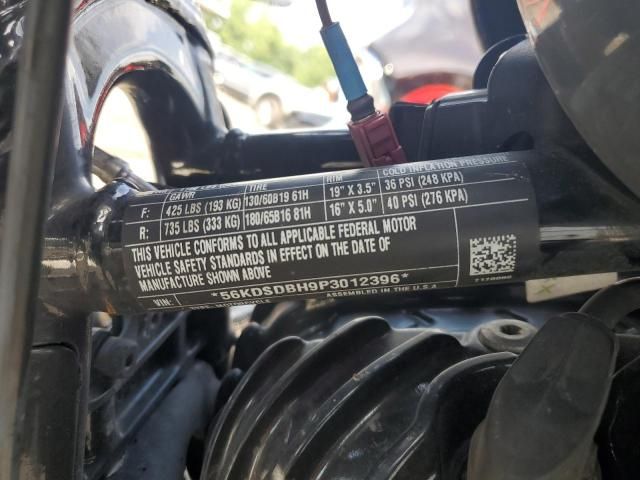 GAWR TIRE RIM COLD INFLATION PRESSURE
F: 425 LBS (193 KG) 130/60B19 61H 19" X 3.5" 36 PSI (248 KPA)
R: 735 LBS (333 KG) 180/65B16 81H 16" X 5.0" 40 PSI (276 KPA)
THIS VEHICLE CONFORMS TO ALL APPLICABLE FEDERAL MOTOR
VEHICLE SAFETY STANDARDS IN EFFECT ON THE DATE OF
MANUFACTURE SHOWN ABOVE
VIN: *56KDSDBH9P3012396*
TYPE: MOTORCYCLE ASSEMBLED IN THE U.S.A